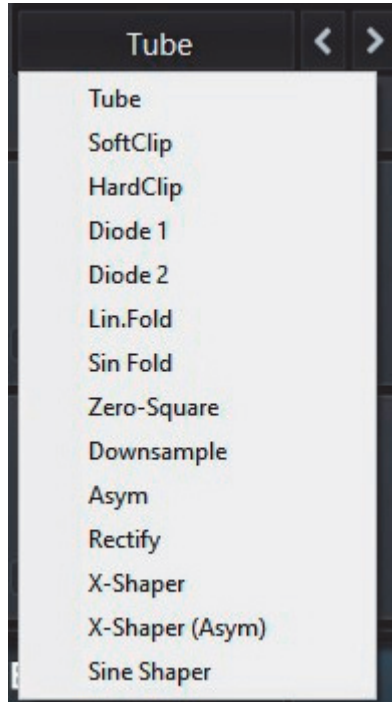 Tube
Tube
SoftClip
HardClip
Diode 1
Diode 2
Lin.Fold
Sin Fold
Zero-Square
Downsample
Asym
Rectify
X-Shaper
X-Shaper (Asym)
Sine Shaper